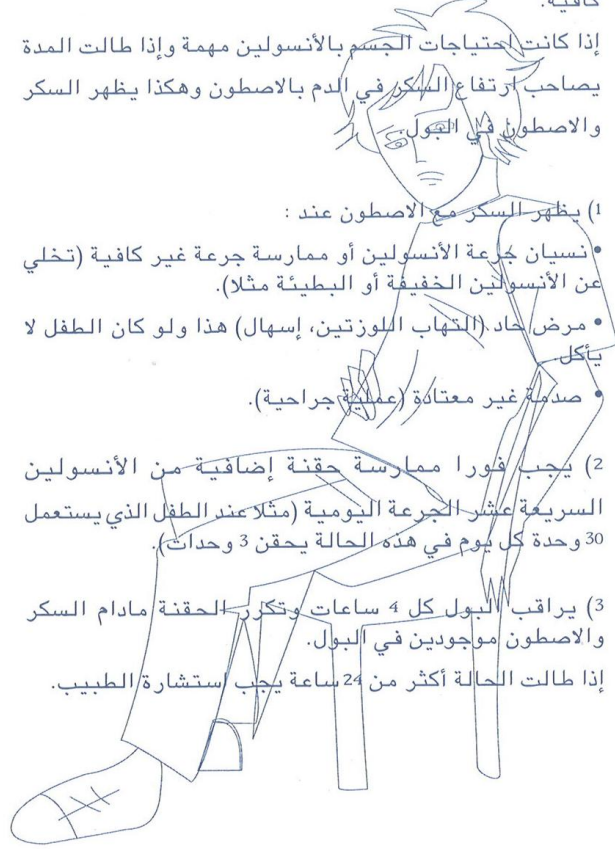 كافية.
إذا كانت إحتياجات الجسم بالأنسولين مهمة وإذا طالت المدة
يصاحب ارتفاع السكر في الدم بالاصطون وهكذا يظهر السكر
والاصطون في البول.
1) يظهر السكر مع الاصطون عند :
• نسيان جرعة الأنسولين أو ممارسة جرعة غير كافية (تخلي
عن الأنسولين الخفيفة أو البطيئة مثلا).
• مرض حاد (التهاب اللوزتين، إسهال) هذا ولو كان الطفل لا
يأكل.
• صدمة غير معتادة (عملية جراحية).
2) يجب فورا ممارسة حقنة إضافية من الأنسولين
السريعة عشر الجرعة اليومية (مثلا عند الطفل الذي يستعمل
30 وحدة كل يوم في هذه الحالة يحقن 3 وحدات).
3) يراقب البول كل 4 ساعات وتكرر الحقنة مادام السكر
والاصطون موجودين في البول.
إذا طالت الحالة أكثر من 24 ساعة يجب إستشارة الطبيب.